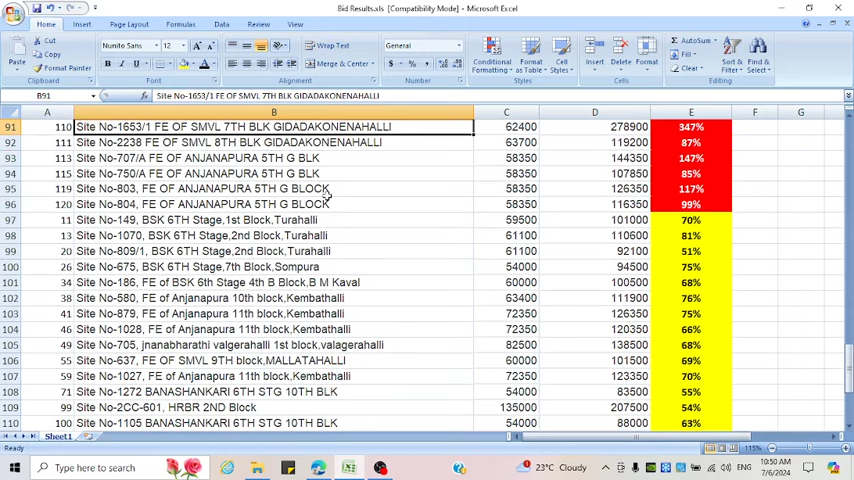 Bid Results.xls  [Compatibility Mode] - Microsoft Excel
Home Insert Page Layout Formulas Data Review View
Cut
Copy
Format Painter
Paste
Clipboard
Nunito Sans 12
Font
Wrap Text
Merge & Center
Alignment
General
Number
Conditional Formatting
Format as Table
Cell Styles
Styles
Insert Delete Format
Cells
AutoSum
Fill
Clear
Sort & Filter
Find & Select
Editing
B91 Site No-1653/1 FE OF SMVL 7TH BLK GIDADAKONENAHALLI
A B C D E F G
91 110 Site No-1653/1 FE OF SMVL 7TH BLK GIDADAKONENAHALLI 62400 278900 347%
92 111 Site No-2238 FE OF SMVL 8TH BLK GIDADAKONENAHALLI 63700 119200 87%
93 113 Site No-707/A FE OF ANJANAPURA 5TH G BLK 58350 144350 147%
94 115 Site No-750/A FE OF ANJANAPURA 5TH G BLK 58350 107850 85%
95 119 Site No-803, FE OF ANJANAPURA 5TH G BLOCK 58350 126350 117%
96 120 Site No-804, FE OF ANJANAPURA 5TH G BLOCK 58350 116350 99%
97 11 Site No-149, BSK 6TH Stage,1st Block,Turahalli 59500 101000 70%
98 13 Site No-1070, BSK 6TH Stage,2nd Block,Turahalli 61100 110600 81%
99 20 Site No-809/1, BSK 6TH Stage,2nd Block,Turahalli 61100 92100 51%
100 26 Site No-675, BSK 6TH Stage,7th Block,Sompura 54000 94500 75%
101 34 Site No-186, FE of BSK 6th Stage 4th B Block,B M Kaval 60000 100500 68%
102 38 Site No-580, FE of Anjanapura 10th block,Kembathalli 63400 111900 76%
103 41 Site No-879, FE of Anjanapura 11th block,Kembathalli 72350 126350 75%
104 46 Site No-1028, FE of Anjanapura 11th block,Kembathalli 72350 120350 66%
105 49 Site No-705, jnanabharathi valgerahalli 1st block,valagerahalli 82500 138500 68%
106 55 Site No-637, FE OF SMVL 9TH block,MALLATAHALLI 60000 101500 69%
107 59 Site No-1027, FE of Anjanapura 11th block,Kembathalli 72350 123350 70%
108 71 Site No-1272 BANASHANKARI 6TH STG 10TH BLK 54000 83500 55%
109 99 Site No-2CC-601, HRBR 2ND Block 135000 207500 54%
110 100 Site No-1105 BANASHANKARI 6TH STG 10TH BLK 54000 88000 63%
Sheet1
Ready 115%
Type here to search
23°C Cloudy
ENG
10:50 AM
7/6/2024